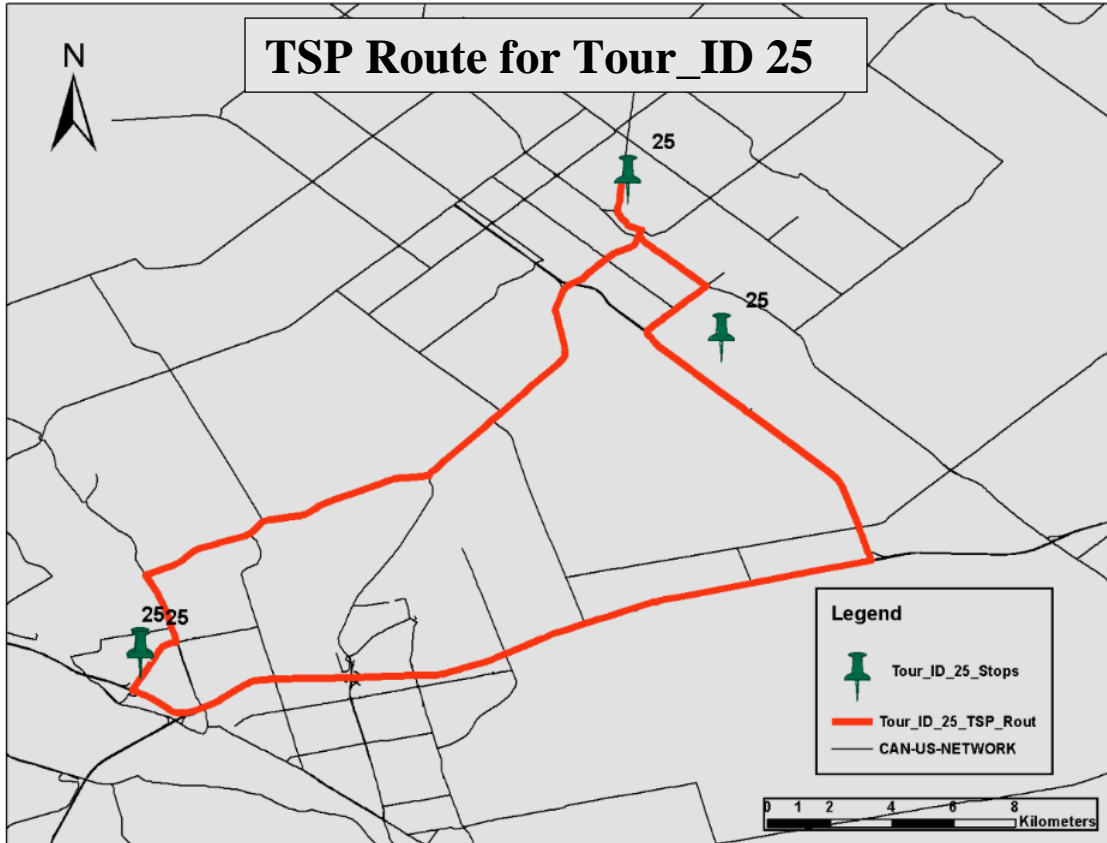 TSP Route for Tour_ID 25
N
25
25
25 25
Legend
Tour_ID_25_Stops
Tour_ID_25_TSP_Rout
CAN-US-NETWORK
0 1 2 4 6 8
Kilometers